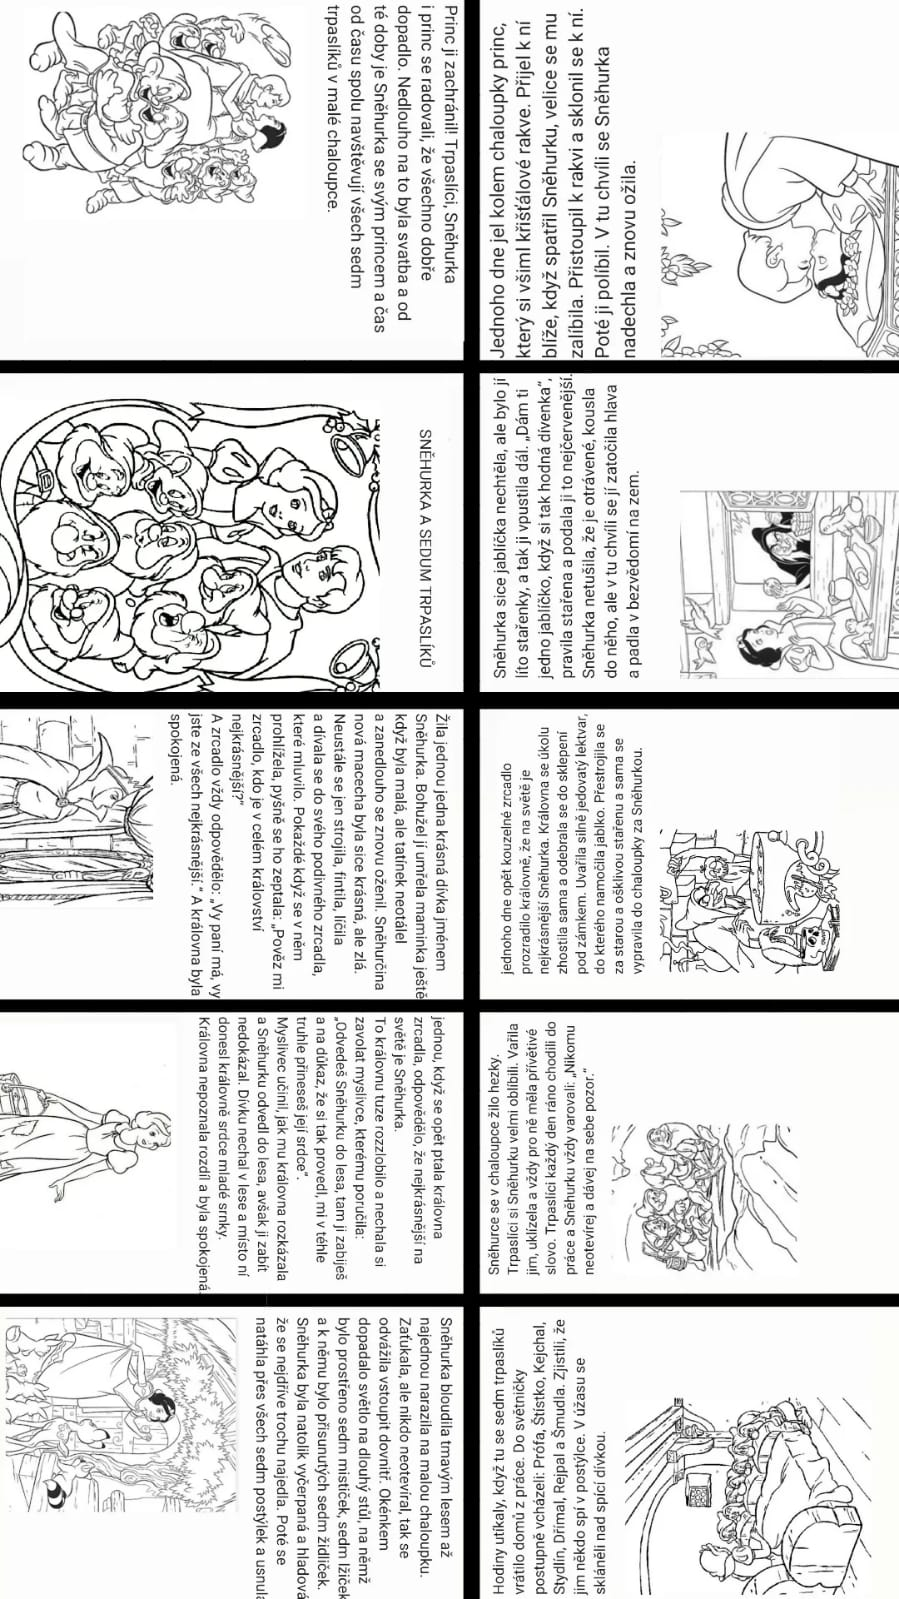 SNĚHURKA A SEDUM TRPASLÍKŮ
Žila jednou jedna krásná dívka jménem
Sněhurka. Bohužel jí umřela maminka ještě
když byla malá, ale tatínek neotálel
a zanedlouho se znovu oženil. Sněhurčina
nová macecha byla sice krásná, ale zlá.
Neustále se jen strojila, fintila, líčila
a dívala se do svého podivného zrcadla,
které mluvilo. Pokaždé když se v něm
prohlížela, pyšně se ho zeptala: „Pověz mi
zrcadlo, kdo je v celém království
nejkrásnější?“
A zrcadlo vždy odpovědělo: „Vy paní má, vy
jste ze všech nejkrásnější.“ A královna byla
spokojená.
jednou, když se opět ptala královna
zrcadla, odpovědělo, že nejkrásnější na
světě je Sněhurka.
To královnu tuze rozzlobilo a nechala si
zavolat myslivce, kterému poručila:
„Odvedeš Sněhurku do lesa, tam ji zabiješ
a na důkaz, že si tak provedl, mi v téhle
truhle přineseš její srdce“.
Myslivec učinil, jak mu královna rozkázala
a Sněhurku odvedl do lesa, avšak ji zabít
nedokázal. Dívku nechal v lese a místo ní
donesl královně srdce mladé srnky.
Královna nepoznala rozdíl a byla spokojená.
Sněhurka bloudila tmavým lesem až
najednou narazila na malou chaloupku.
Zaťukala, ale nikdo neotevíral, tak se
odvážila vstoupit dovnitř. Okénkem
dopadalo světlo na dlouhý stůl, na němž
bylo prostřeno sedm mističek, sedm lžiček
a k němu bylo přisunutých sedm židliček.
Sněhurka byla natolik vyčerpaná a hladová
že se nejdříve trochu najedla. Poté se
natáhla přes všech sedm postýlek a usnula
Hodiny utíkaly, když tu se sedm trpaslíků
vrátilo domů z práce. Do světničky
postupně vcházeli: Prófa, Štístko, Kejchal,
Stydlín, Dřímal, Rejpal a Šmudla. Zjistili, že
jim někdo spí v postýlce. V úžasu se
skláněli nad spící dívkou.
Sněhurce se v chaloupce žilo hezky.
Trpaslíci si Sněhurku velmi oblíbili. Vařila
jim, uklízela a vždy pro ně měla přívětivé
slovo. Trpaslíci každý den ráno chodili do
práce a Sněhurku vždy varovali: „Nikomu
neotevírej a dávej na sebe pozor.“
jednoho dne opět kouzelné zrcadlo
prozradilo královně, že na světě je
nejkrásnější Sněhurka. Královna se úkolu
zhostila sama a odebrala se do sklepení
pod zámkem. Uvařila silně jedovatý lektvar,
do kterého namočila jablko. Přestrojila se
za starou a ošklivou stařenu a sama se
vypravila do chaloupky za Sněhurkou.
Sněhurka sice jablíčka nechtěla, ale bylo jí
líto stařenky, a tak ji vpustila dál. „Dám ti
jedno jablíčko, když si tak hodná dívenka“,
pravila stařena a podala jí to nejčervenější.
Sněhurka netušila, že je otrávené, kousla
do něho, ale v tu chvíli se jí zatočila hlava
a padla v bezvědomí na zem.
Jednoho dne jel kolem chaloupky princ,
který si všiml křišťálové rakve. Přijel k ní
blíže, když spatřil Sněhurku, velice se mu
zalíbila. Přistoupil k rakvi a sklonil se k ní.
Poté ji políbil. V tu chvíli se Sněhurka
nadechla a znovu ožila.
Princ ji zachránil! Trpaslíci, Sněhurka
i princ se radovali, že všechno dobře
dopadlo. Nedlouho na to byla svatba a od
té doby je Sněhurka se svým princem a čas
od času spolu navštěvují všech sedm
trpaslíků v malé chaloupce.